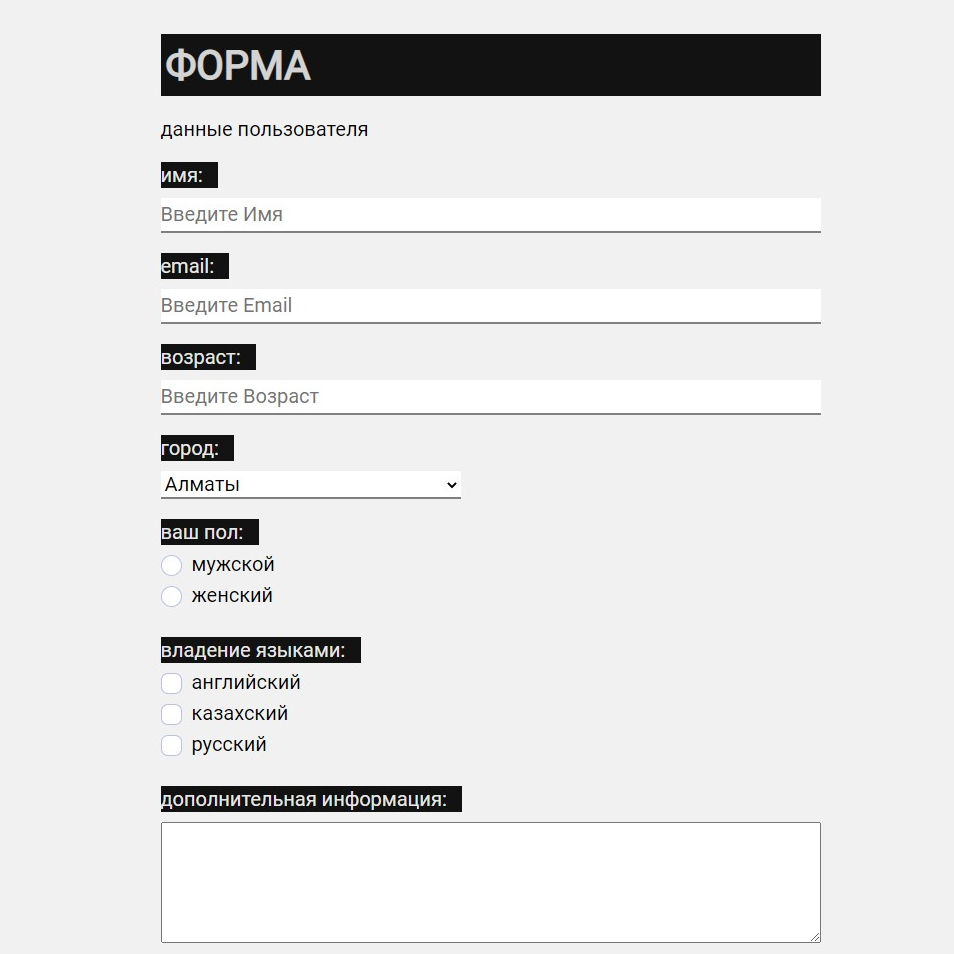 ФОРМА
данные пользователя
имя:
Введите Имя
email:
Введите Email
возраст:
Введите Возраст
город:
Алматы
ваш пол:
мужской
женский
владение языками:
английский
казахский
русский
дополнительная информация: